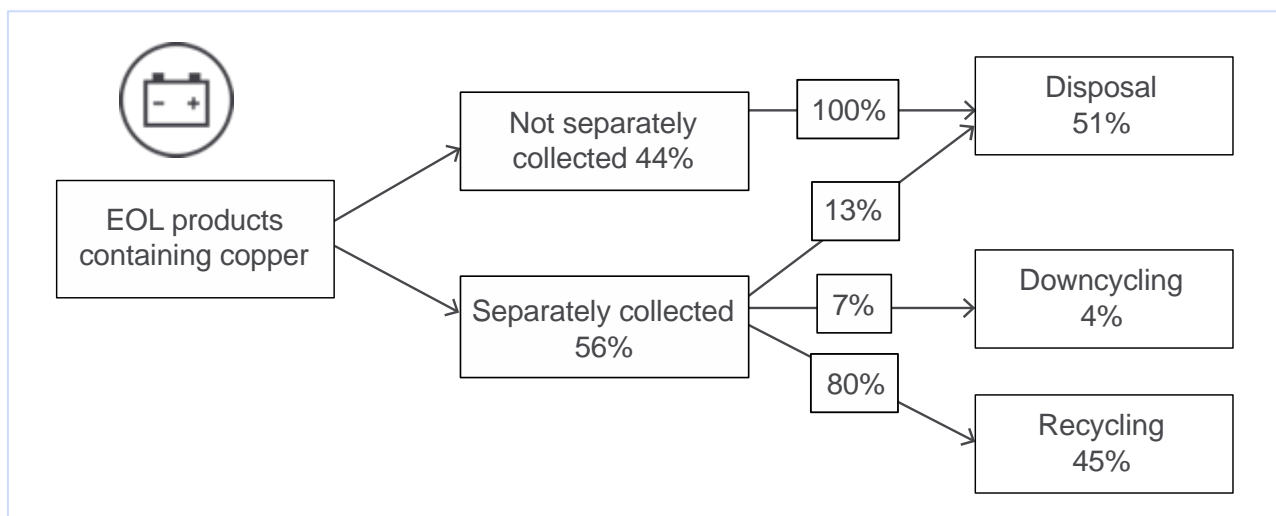 EOL products
containing copper
Not separately
collected 44%
Separately collected
56%
100%
13%
7%
80%
Disposal
51%
Downcycling
4%
Recycling
45%